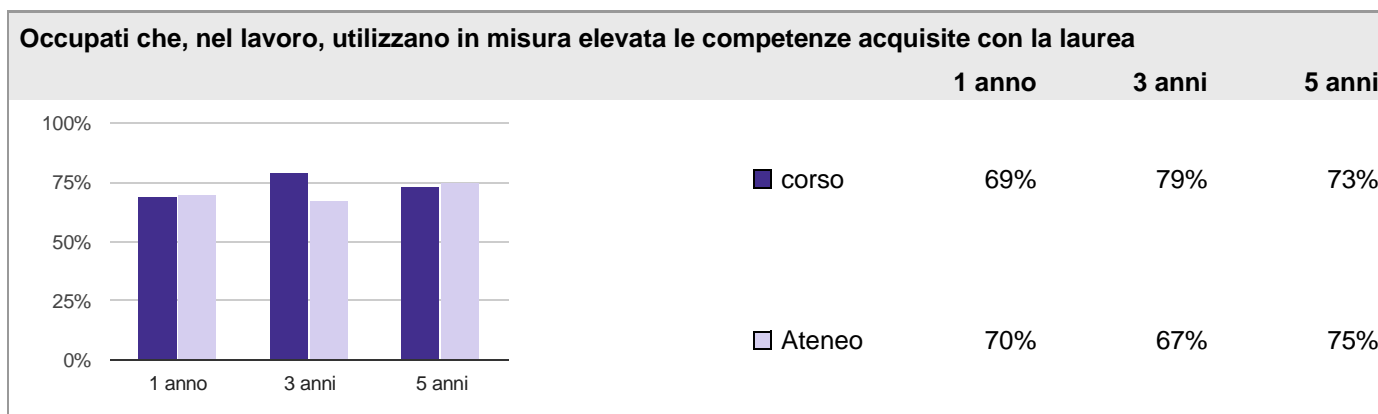 Occupati che, nel lavoro, utilizzano in misura elevata le competenze acquisite con la laurea
1 anno 3 anni 5 anni
100%
75%
50%
25%
0%
1 anno 3 anni 5 anni
corso 69% 79% 73%
Ateneo 70% 67% 75%